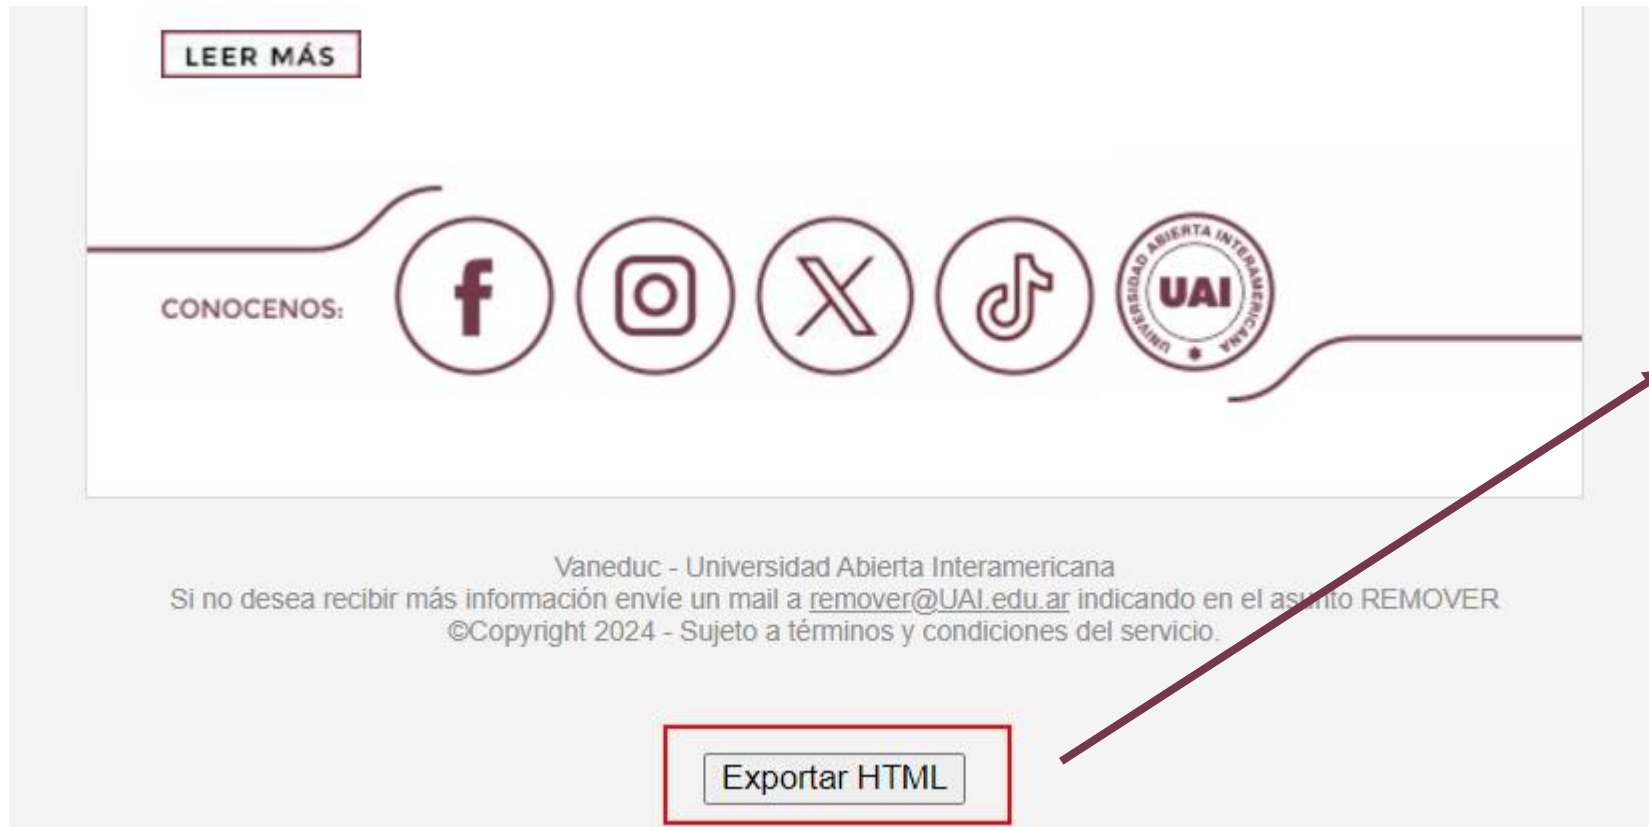 LEER MÁS
CONOCENOS:
UNIVERSIDAD ABIERTA INTERAMERICANA
UAI
Vaneduc - Universidad Abierta Interamericana
Si no desea recibir más información envíe un mail a remover@UAI.edu.ar indicando en el asunto REMOVER
©Copyright 2024 - Sujeto a términos y condiciones del servicio.
Exportar HTML